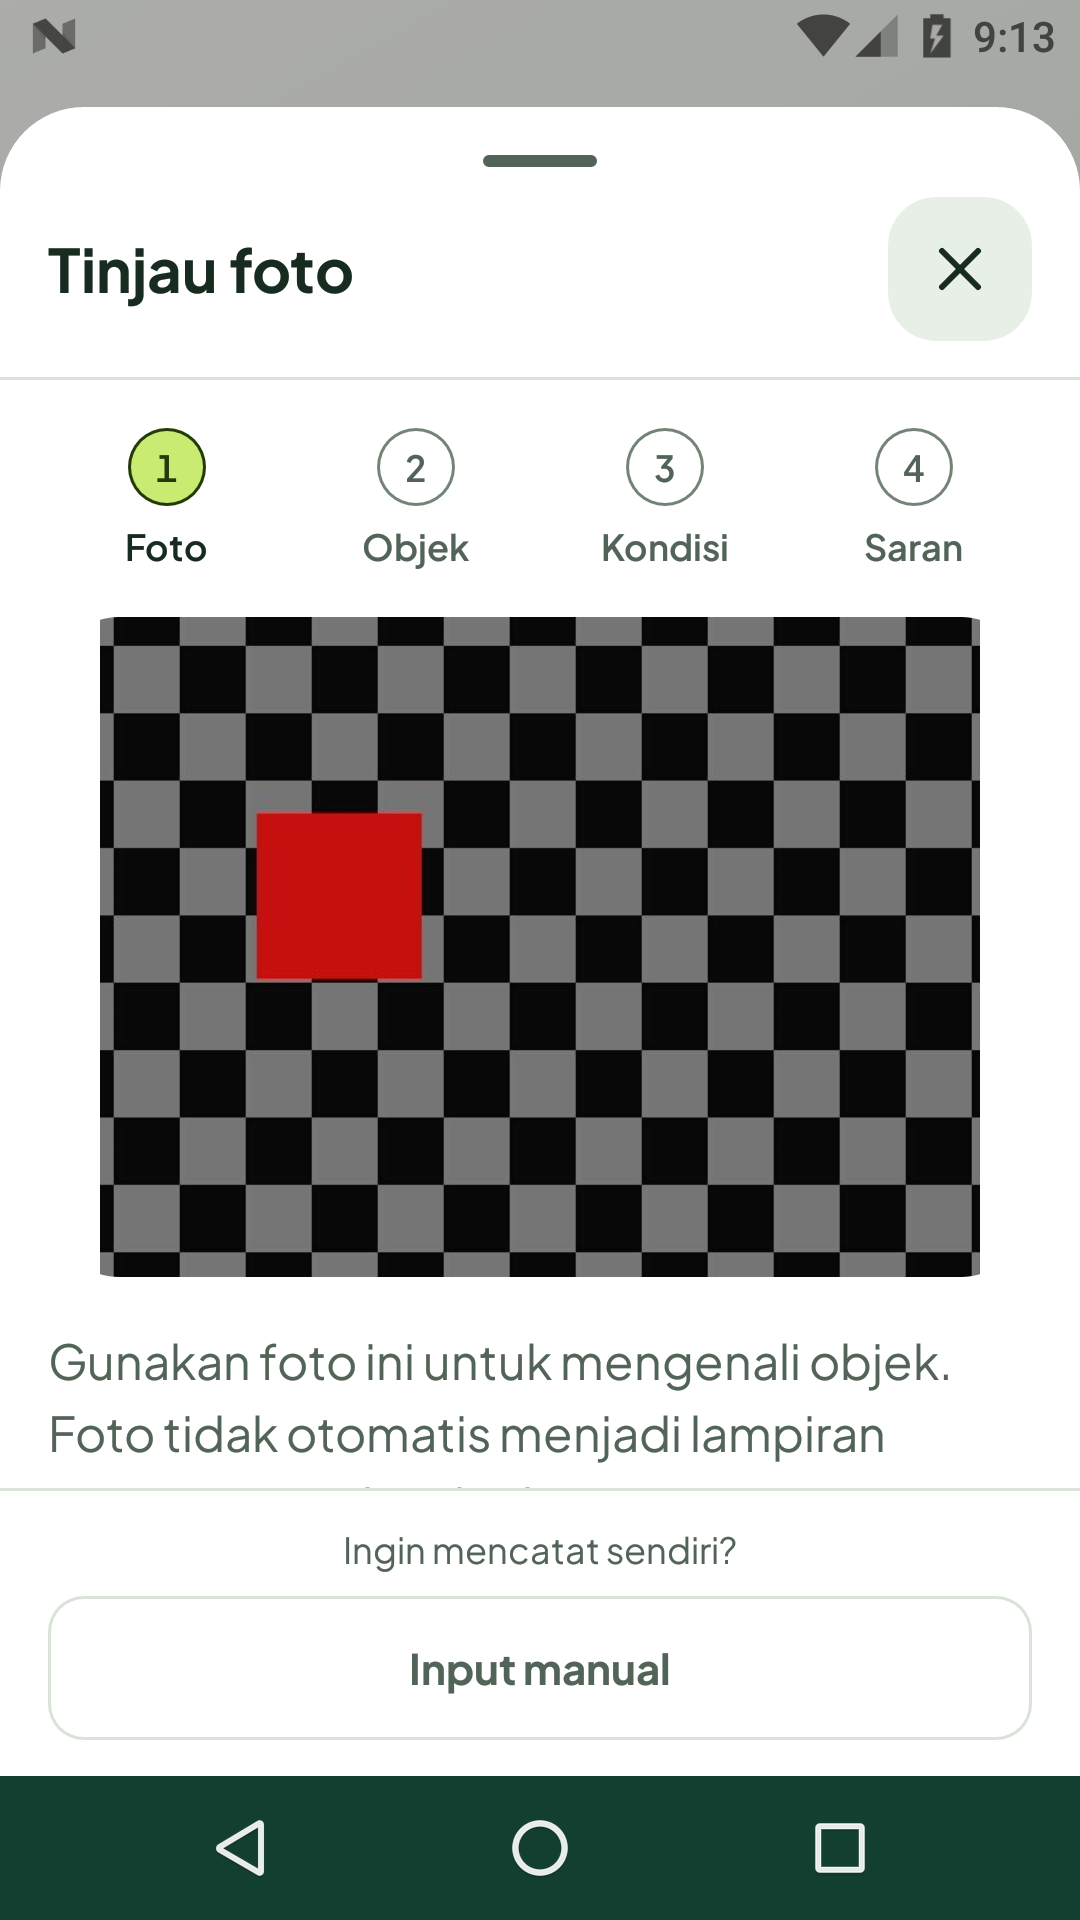 9:13
Tinjau foto
1
2
3
4
Foto
Objek
Kondisi
Saran
Gunakan foto ini untuk mengenali objek.
Foto tidak otomatis menjadi lampiran
Ingin mencatat sendiri?
Input manual